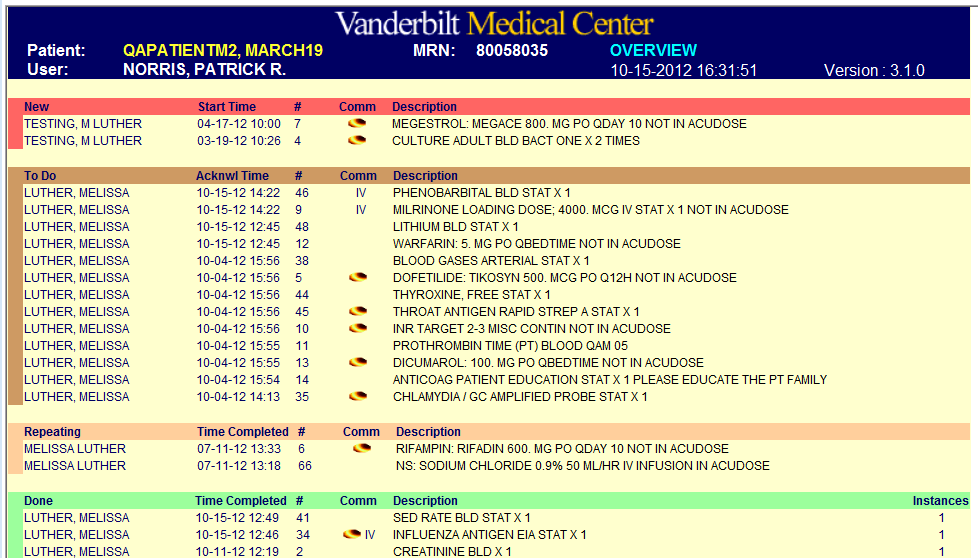 Vanderbilt Medical Center
Patient: QAPATIENTM2, MARCH19 MRN: 80058035 OVERVIEW
User: NORRIS, PATRICK R. 10-15-2012 16:31:51 Version : 3.1.0
New Start Time # Comm Description
TESTING, M LUTHER 04-17-12 10:00 7 MEGESTROL: MEGACE 800. MG PO QDAY 10 NOT IN ACUDOSE
TESTING, M LUTHER 03-19-12 10:26 4 CULTURE ADULT BLD BACT ONE X 2 TIMES
To Do Acknwl Time # Comm Description
LUTHER, MELISSA 10-15-12 14:22 46 IV PHENOBARBITAL BLD STAT X 1
LUTHER, MELISSA 10-15-12 14:22 9 IV MILRINONE LOADING DOSE; 4000. MCG IV STAT X 1 NOT IN ACUDOSE
LUTHER, MELISSA 10-15-12 12:45 48 LITHIUM BLD STAT X 1
LUTHER, MELISSA 10-15-12 12:45 12 WARFARIN: 5. MG PO QBEDTIME NOT IN ACUDOSE
LUTHER, MELISSA 10-04-12 15:56 38 BLOOD GASES ARTERIAL STAT X 1
LUTHER, MELISSA 10-04-12 15:56 5 DOFETILIDE: TIKOSYN 500. MCG PO Q12H NOT IN ACUDOSE
LUTHER, MELISSA 10-04-12 15:56 44 THYROXINE, FREE STAT X 1
LUTHER, MELISSA 10-04-12 15:56 45 THROAT ANTIGEN RAPID STREP A STAT X 1
LUTHER, MELISSA 10-04-12 15:56 10 INR TARGET 2-3 MISC CONTIN NOT IN ACUDOSE
LUTHER, MELISSA 10-04-12 15:55 11 PROTHROMBIN TIME (PT) BLOOD QAM 05
LUTHER, MELISSA 10-04-12 15:55 13 DICUMAROL: 100. MG PO QBEDTIME NOT IN ACUDOSE
LUTHER, MELISSA 10-04-12 15:54 14 ANTICOAG PATIENT EDUCATION STAT X 1 PLEASE EDUCATE THE PT FAMILY
LUTHER, MELISSA 10-04-12 14:13 35 CHLAMYDIA / GC AMPLIFIED PROBE STAT X 1
Repeating Time Completed # Comm Description
MELISSA LUTHER 07-11-12 13:33 6 RIFAMPIN: RIFADIN 600. MG PO QDAY 10 NOT IN ACUDOSE
MELISSA LUTHER 07-11-12 13:18 66 NS: SODIUM CHLORIDE 0.9% 50 ML/HR IV INFUSION IN ACUDOSE
Done Time Completed # Comm Description Instances
LUTHER, MELISSA 10-15-12 12:49 41 SED RATE BLD STAT X 1 1
LUTHER, MELISSA 10-15-12 12:46 34 IV INFLUENZA ANTIGEN EIA STAT X 1 1
LUTHER, MELISSA 10-11-12 12:19 2 CREATININE BLD X 1 1